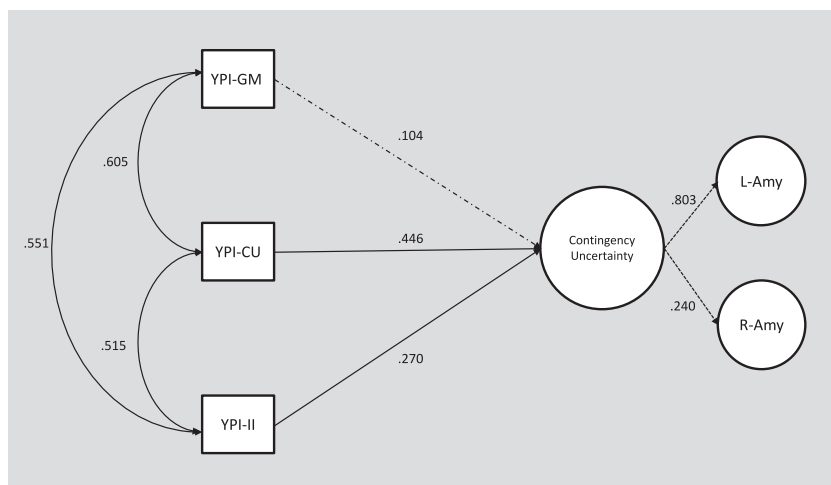 YPI-GM
.104
.605
L-Amy
.803
.551
YPI-CU
.446
Contingency
Uncertainty
.240
R-Amy
.515
.270
YPI-II